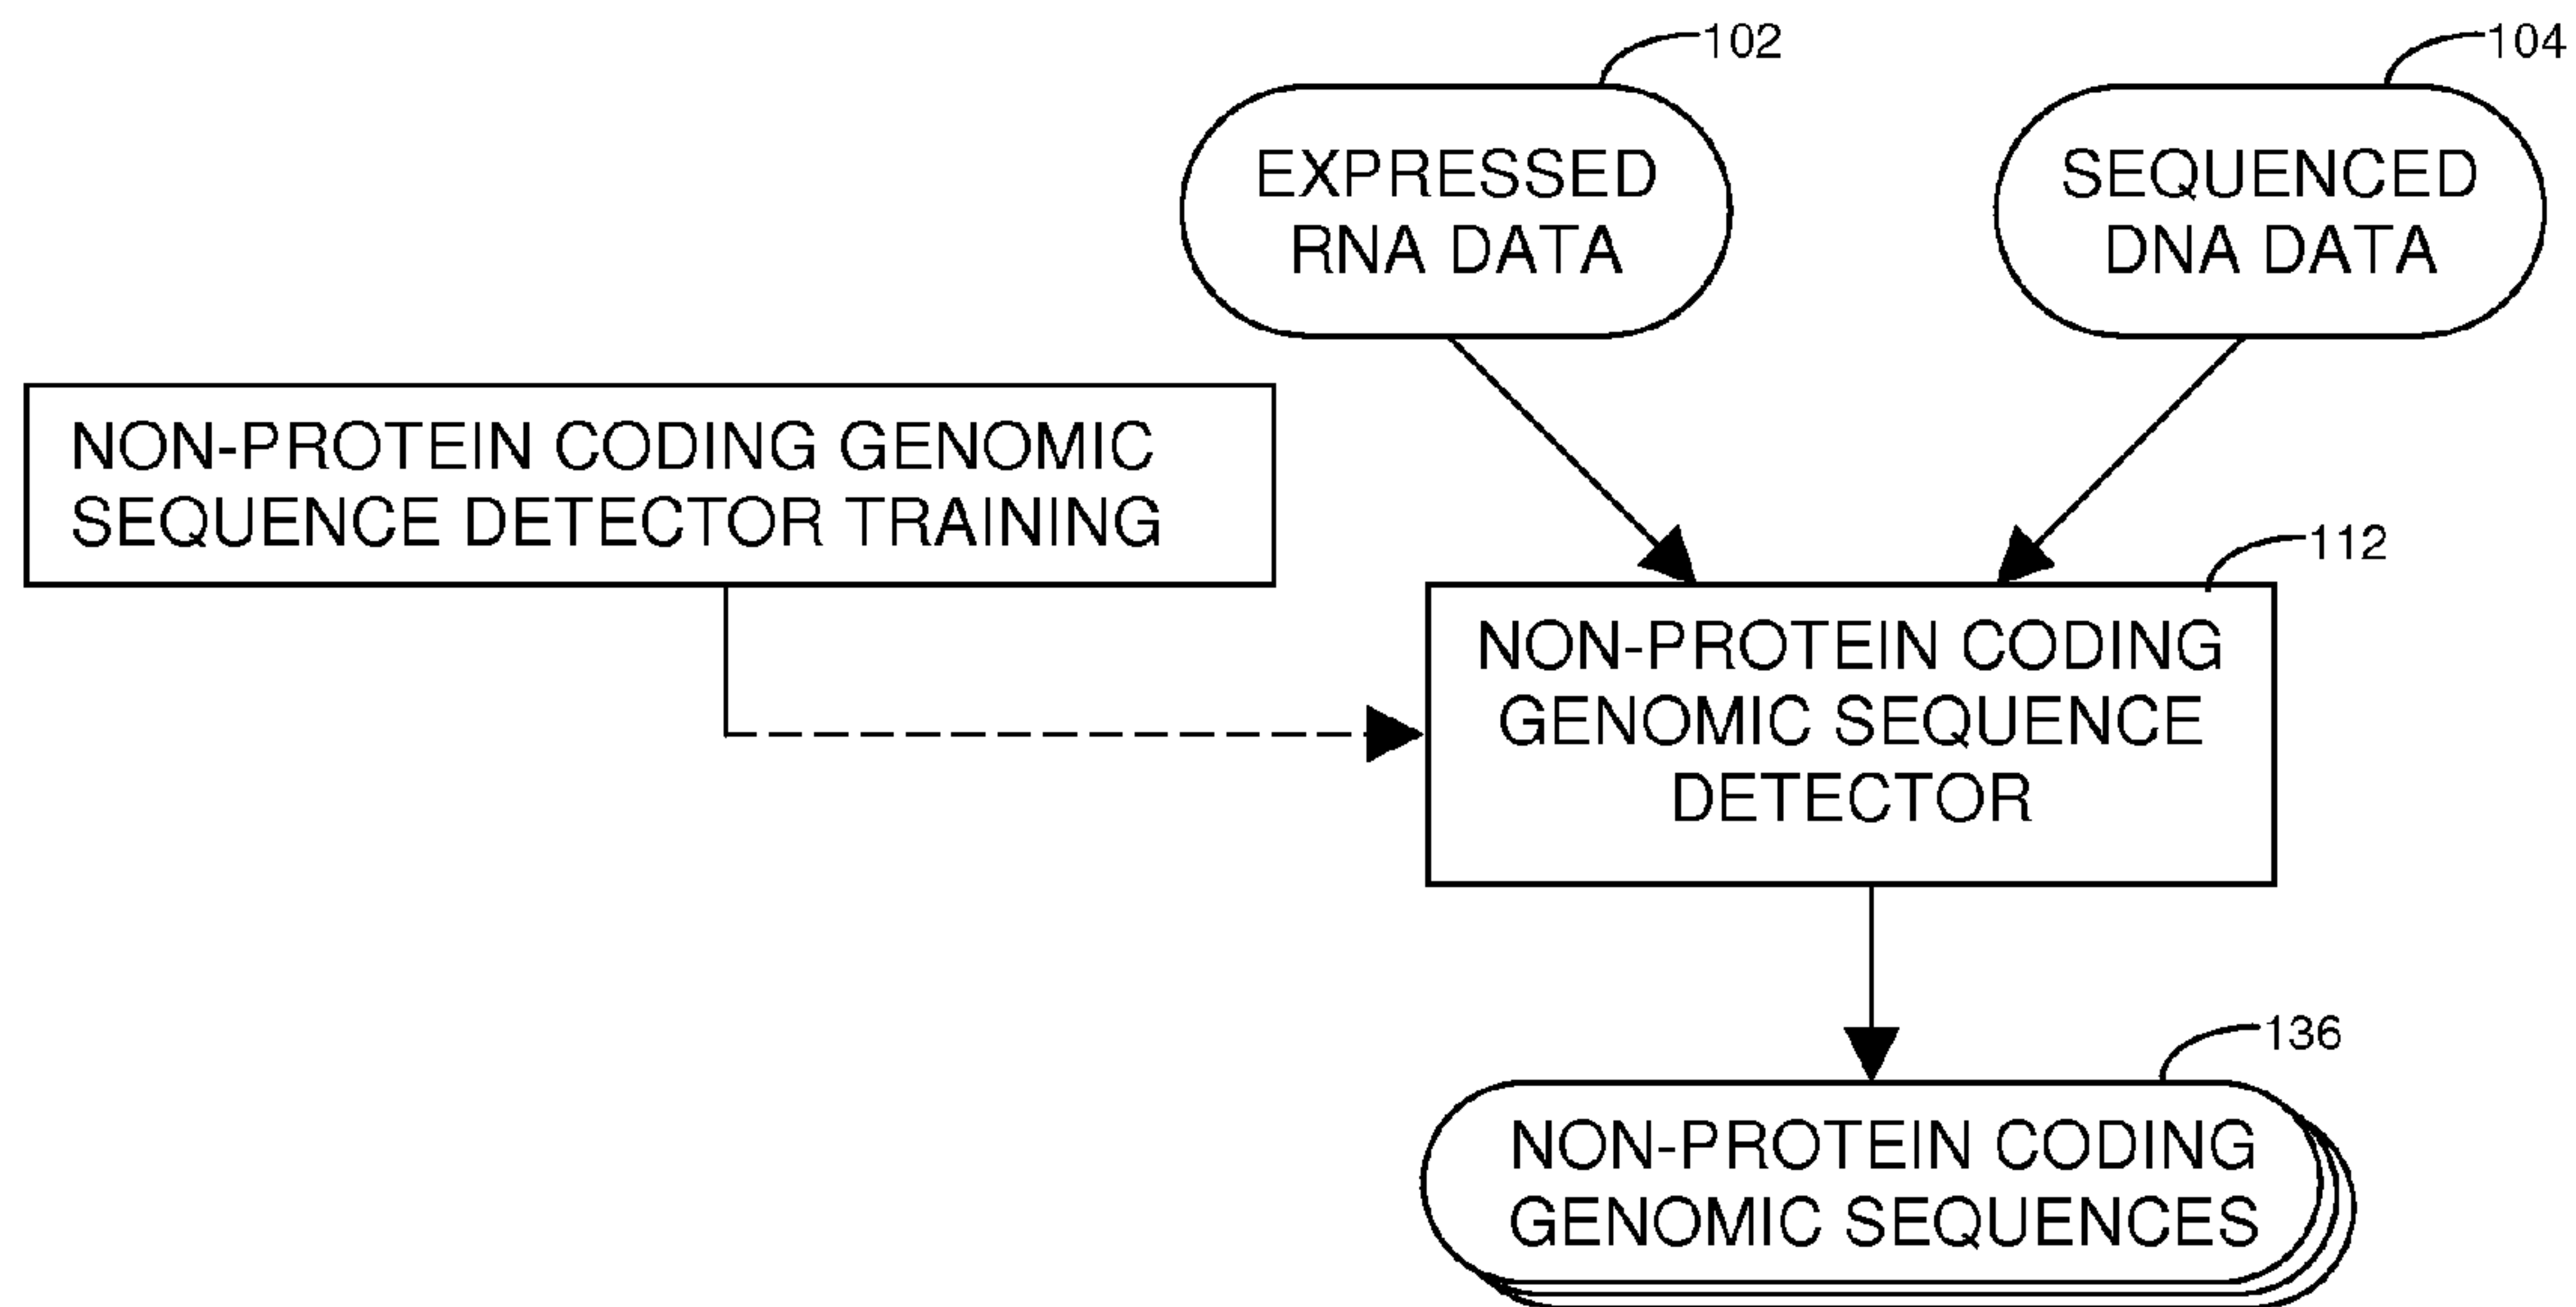 102
104
EXPRESSED
RNA DATA
SEQUENCED
DNA DATA
NON-PROTEIN CODING GENOMIC
SEQUENCE DETECTOR TRAINING
112
NON-PROTEIN CODING
GENOMIC SEQUENCE
DETECTOR
136
NON-PROTEIN CODING
GENOMIC SEQUENCES